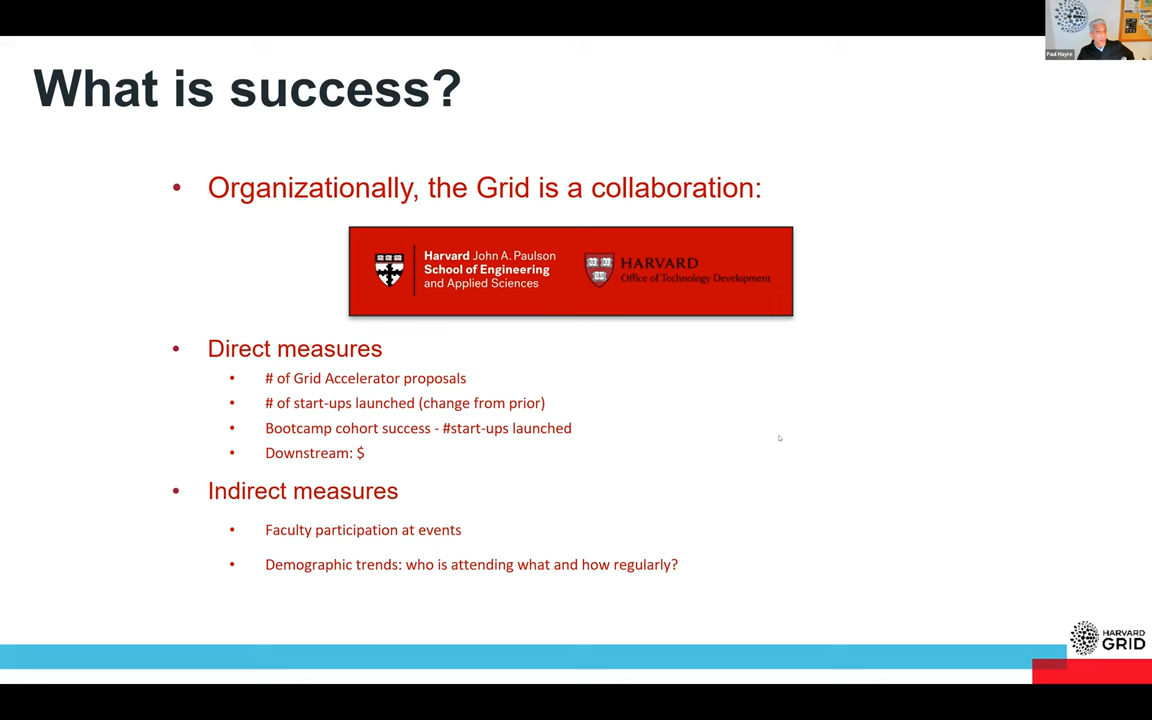 Paul Hayre
What is success?
• Organizationally, the Grid is a collaboration:
Harvard John A. Paulson
School of Engineering
and Applied Sciences
HARVARD
Office of Technology Development
• Direct measures
• # of Grid Accelerator proposals
• # of start-ups launched (change from prior)
• Bootcamp cohort success - #start-ups launched
• Downstream: $
• Indirect measures
• Faculty participation at events
• Demographic trends: who is attending what and how regularly?
HARVARD
GRID